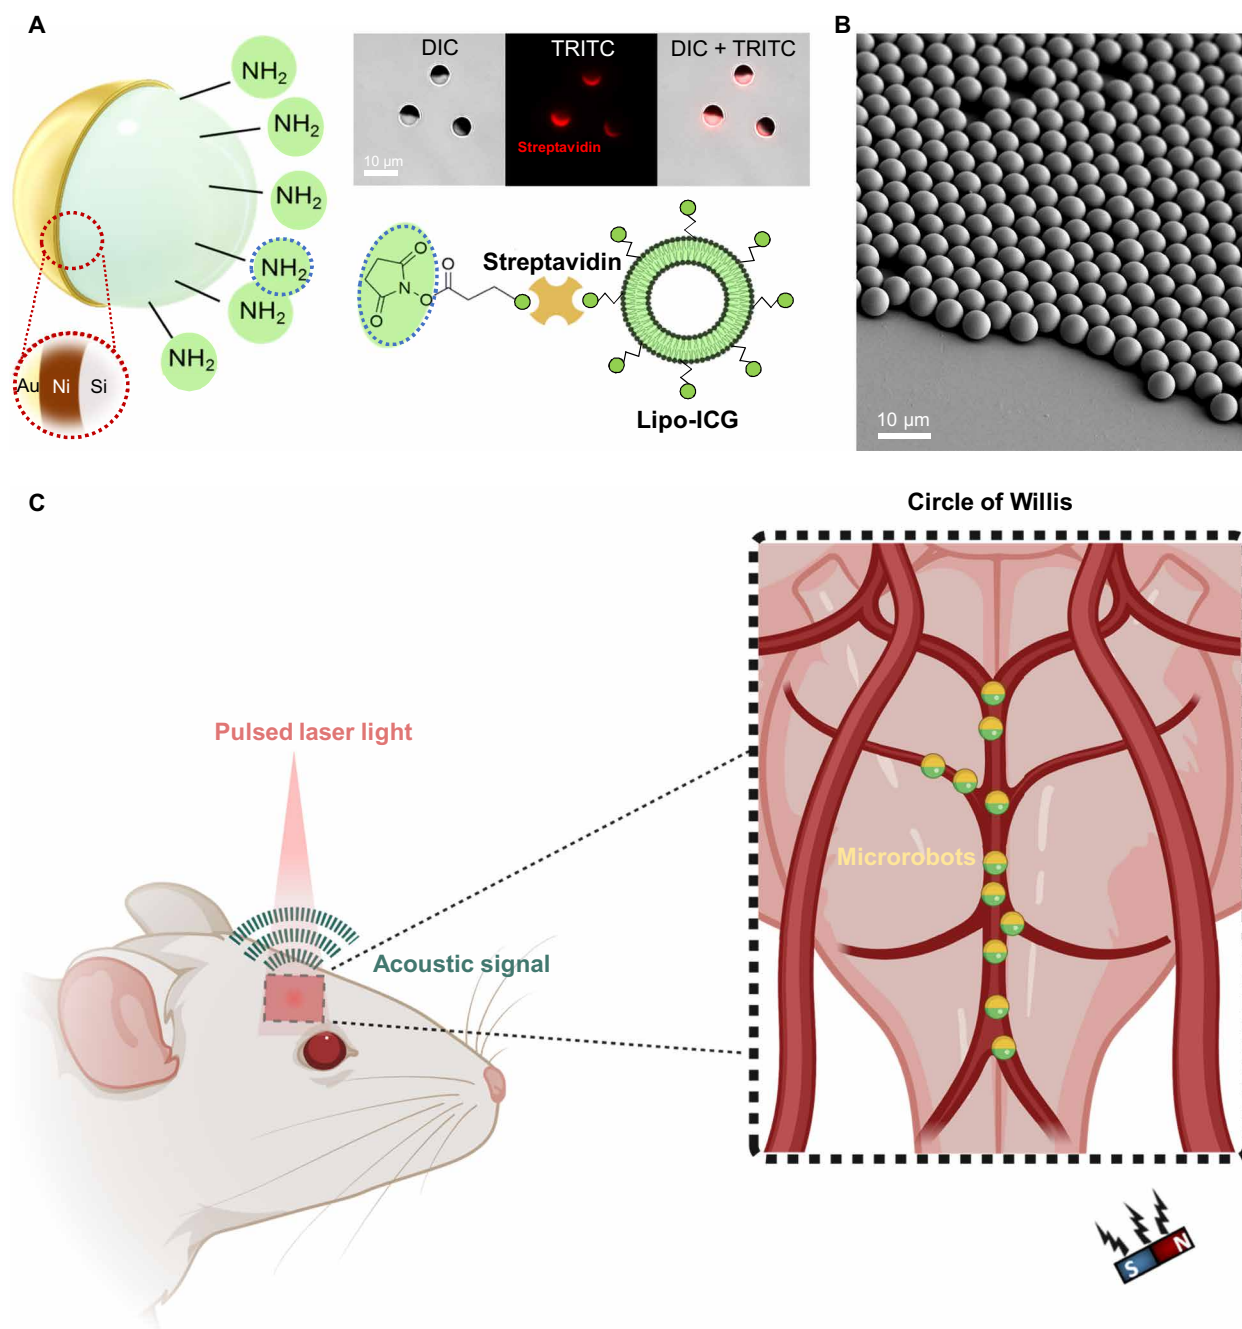 A
NH₂
NH₂
NH₂
NH₂
NH₂
NH₂
Au Ni Si
DIC TRITC DIC + TRITC
Streptavidin
10 µm
O
N
O
O
O
Streptavidin
Lipo-ICG
B
10 µm
C
Circle of Willis
Pulsed laser light
Acoustic signal
Microrobots
S N